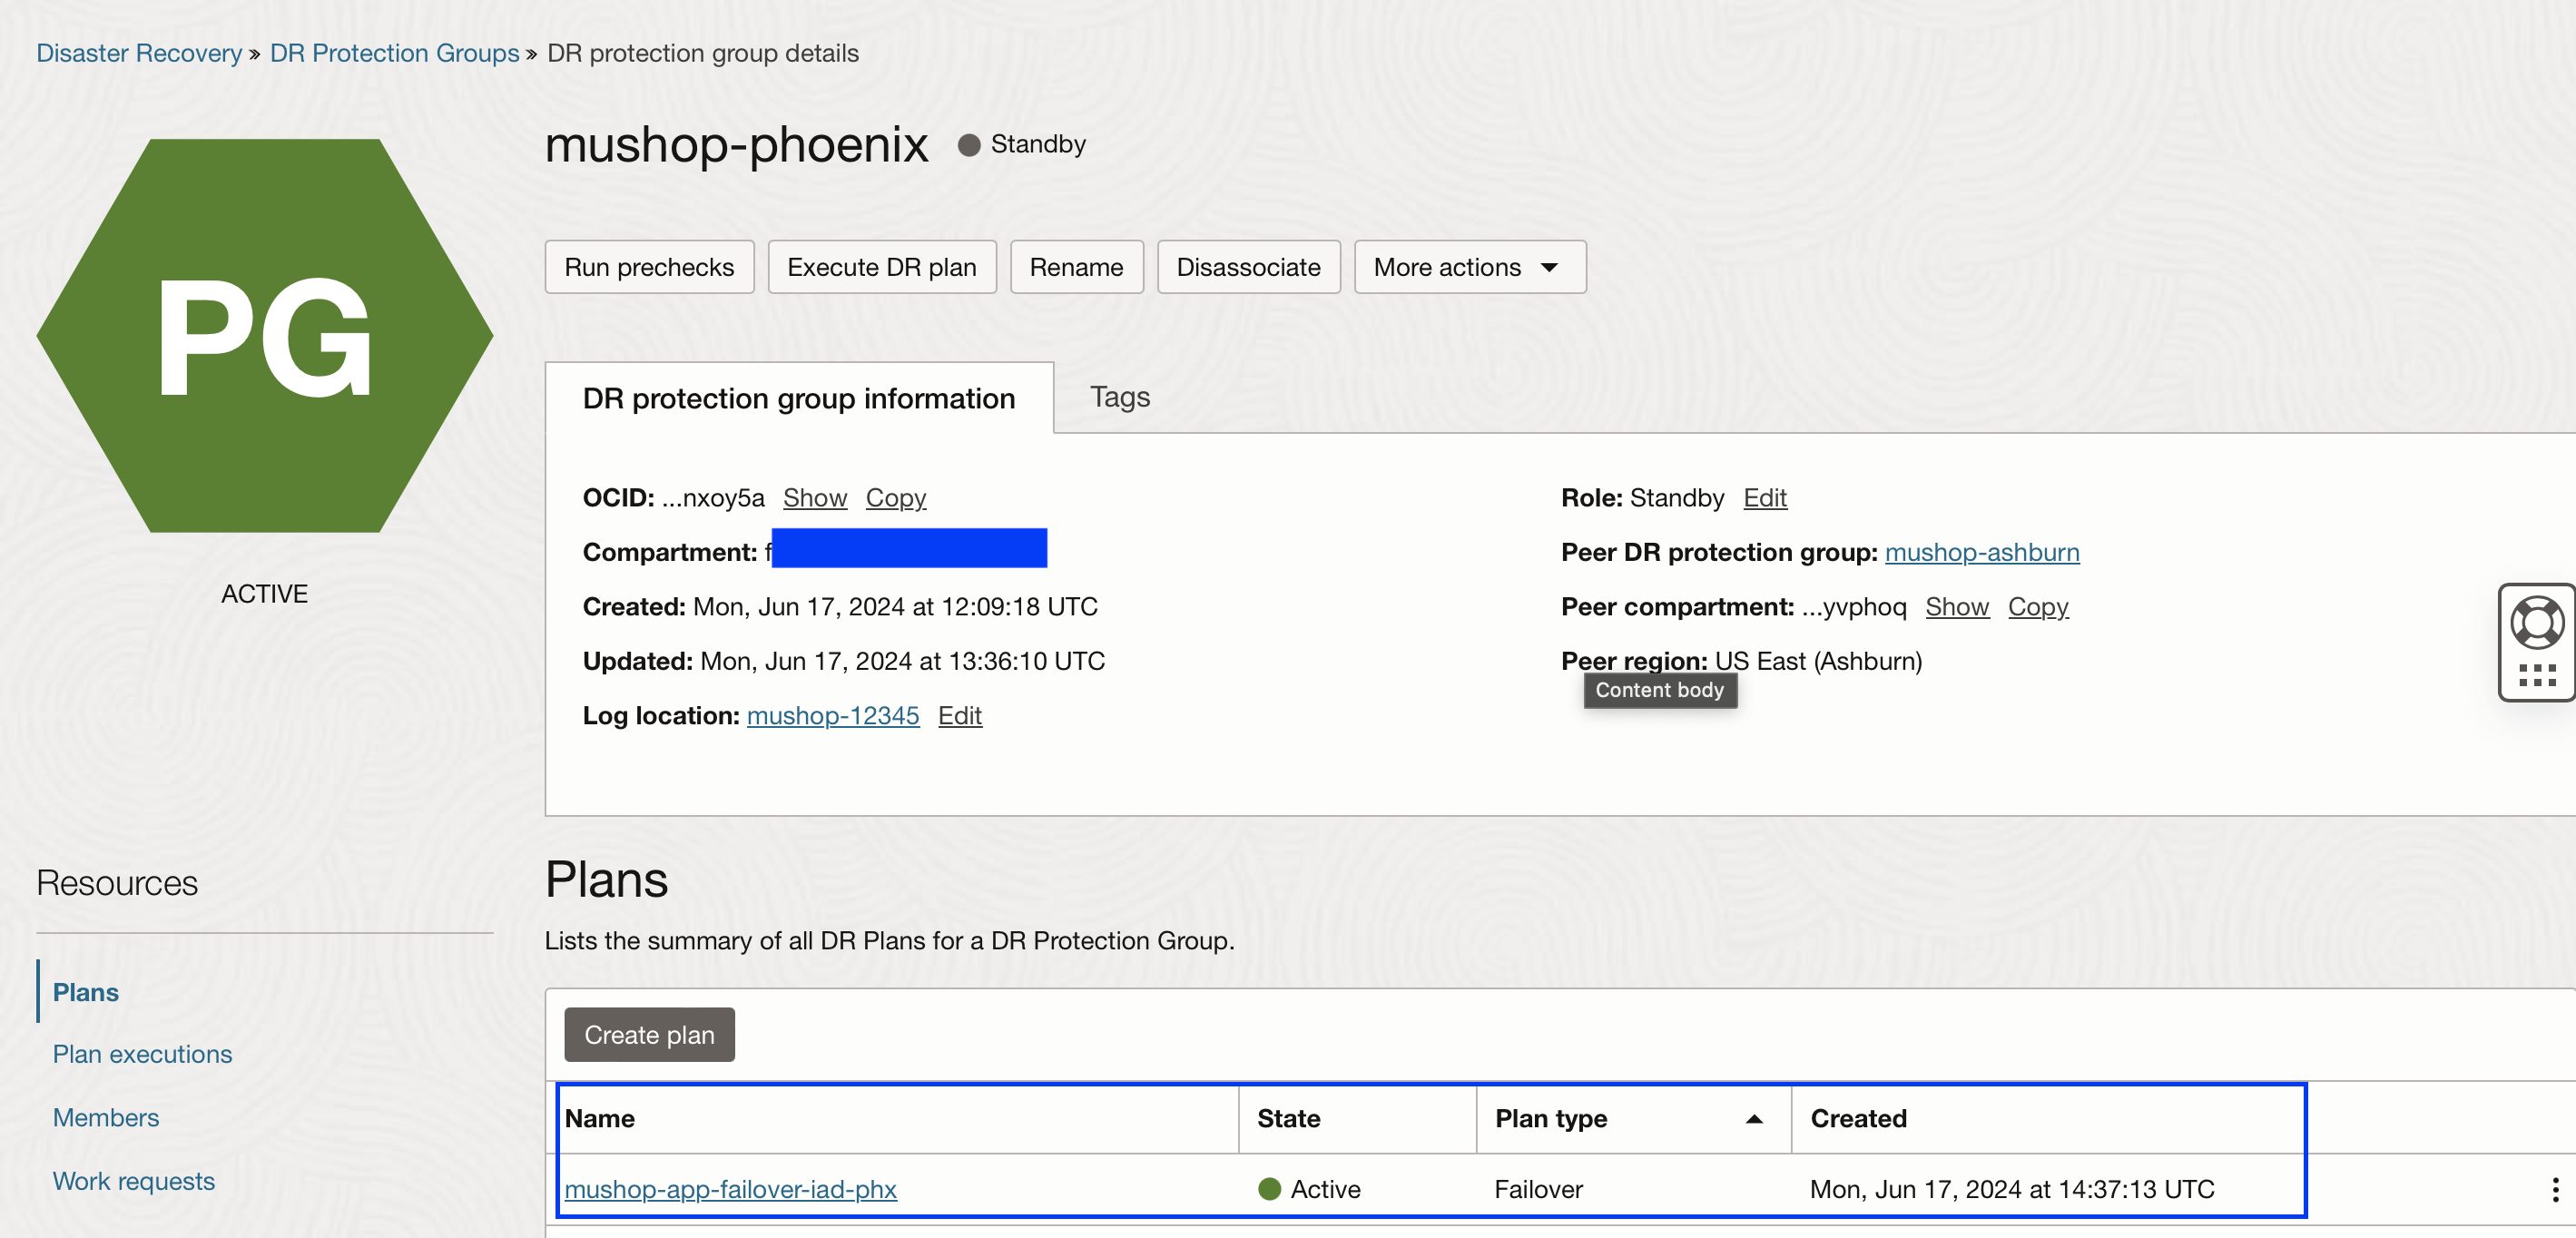 Disaster Recovery » DR Protection Groups » DR protection group details
PG
ACTIVE
mushop-phoenix Standby
Run prechecks Execute DR plan Rename Disassociate More actions
DR protection group information Tags
OCID: ...nxoy5a Show Copy
Compartment: f
Created: Mon, Jun 17, 2024 at 12:09:18 UTC
Updated: Mon, Jun 17, 2024 at 13:36:10 UTC
Log location: mushop-12345 Edit
Role: Standby Edit
Peer DR protection group: mushop-ashburn
Peer compartment: ...yvphoq Show Copy
Peer region: US East (Ashburn)
Content body
Resources
Plans
Plan executions
Members
Work requests
Plans
Lists the summary of all DR Plans for a DR Protection Group.
Create plan
Name State Plan type Created
mushop-app-failover-iad-phx Active Failover Mon, Jun 17, 2024 at 14:37:13 UTC